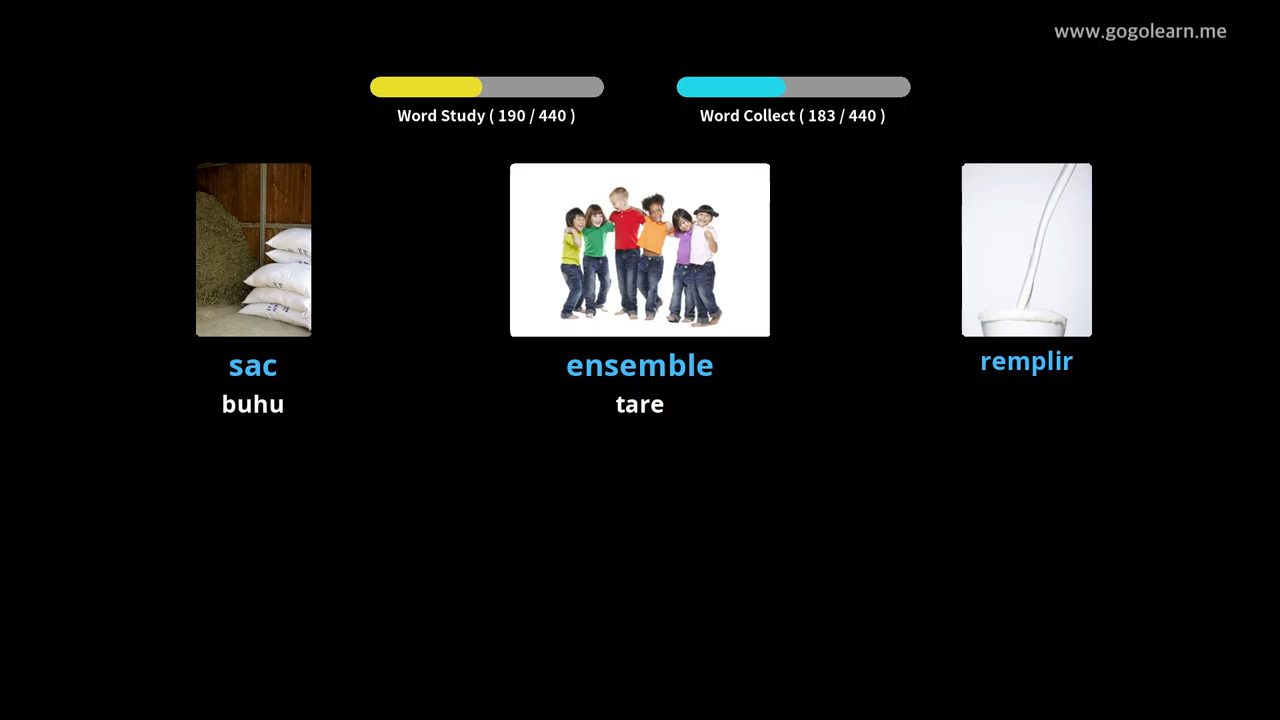 www.gogolearn.me
Word Study ( 190 / 440 )
Word Collect ( 183 / 440 )
sac
buhu
ensemble
tare
remplir